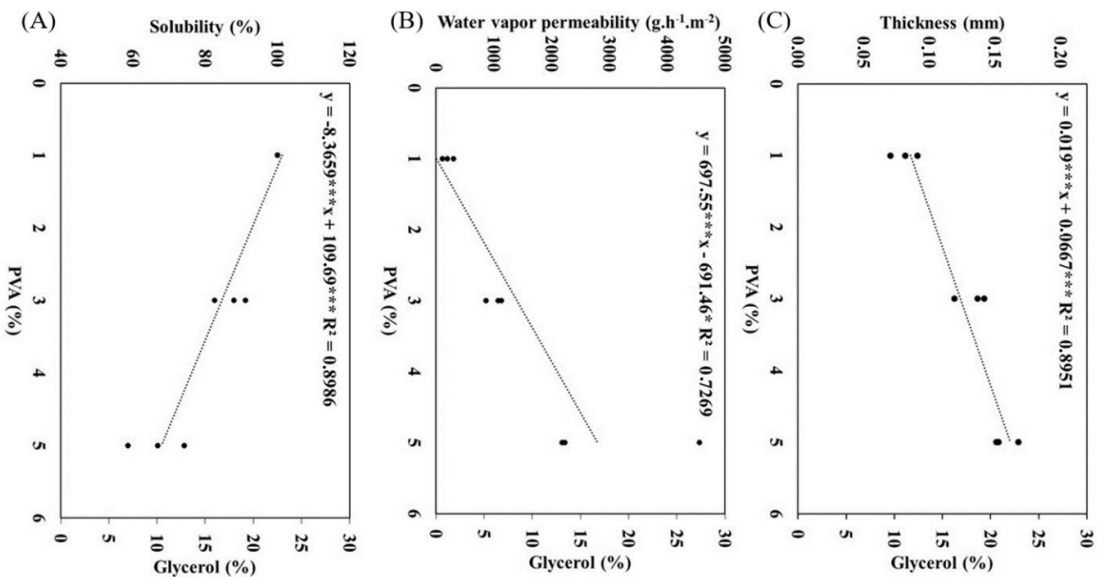 (A)
Solubility (%)
40 60 80 100 120
0
1
2
3
4
5
6
PVA (%)
y = -8.3659***x + 109.69*** R² = 0.8986
0 5 10 15 20 25 30
Glycerol (%)
(B)
Water vapor permeability (g.h⁻¹.m⁻²)
0 1000 2000 3000 4000 5000
0
1
2
3
4
5
6
PVA (%)
y = 697.55***x - 691.46* R² = 0.7269
0 5 10 15 20 25 30
Glycerol (%)
(C)
Thickness (mm)
0.00 0.05 0.10 0.15 0.20
0
1
2
3
4
5
6
PVA (%)
y = 0.019***x + 0.0667*** R² = 0.8951
0 5 10 15 20 25 30
Glycerol (%)